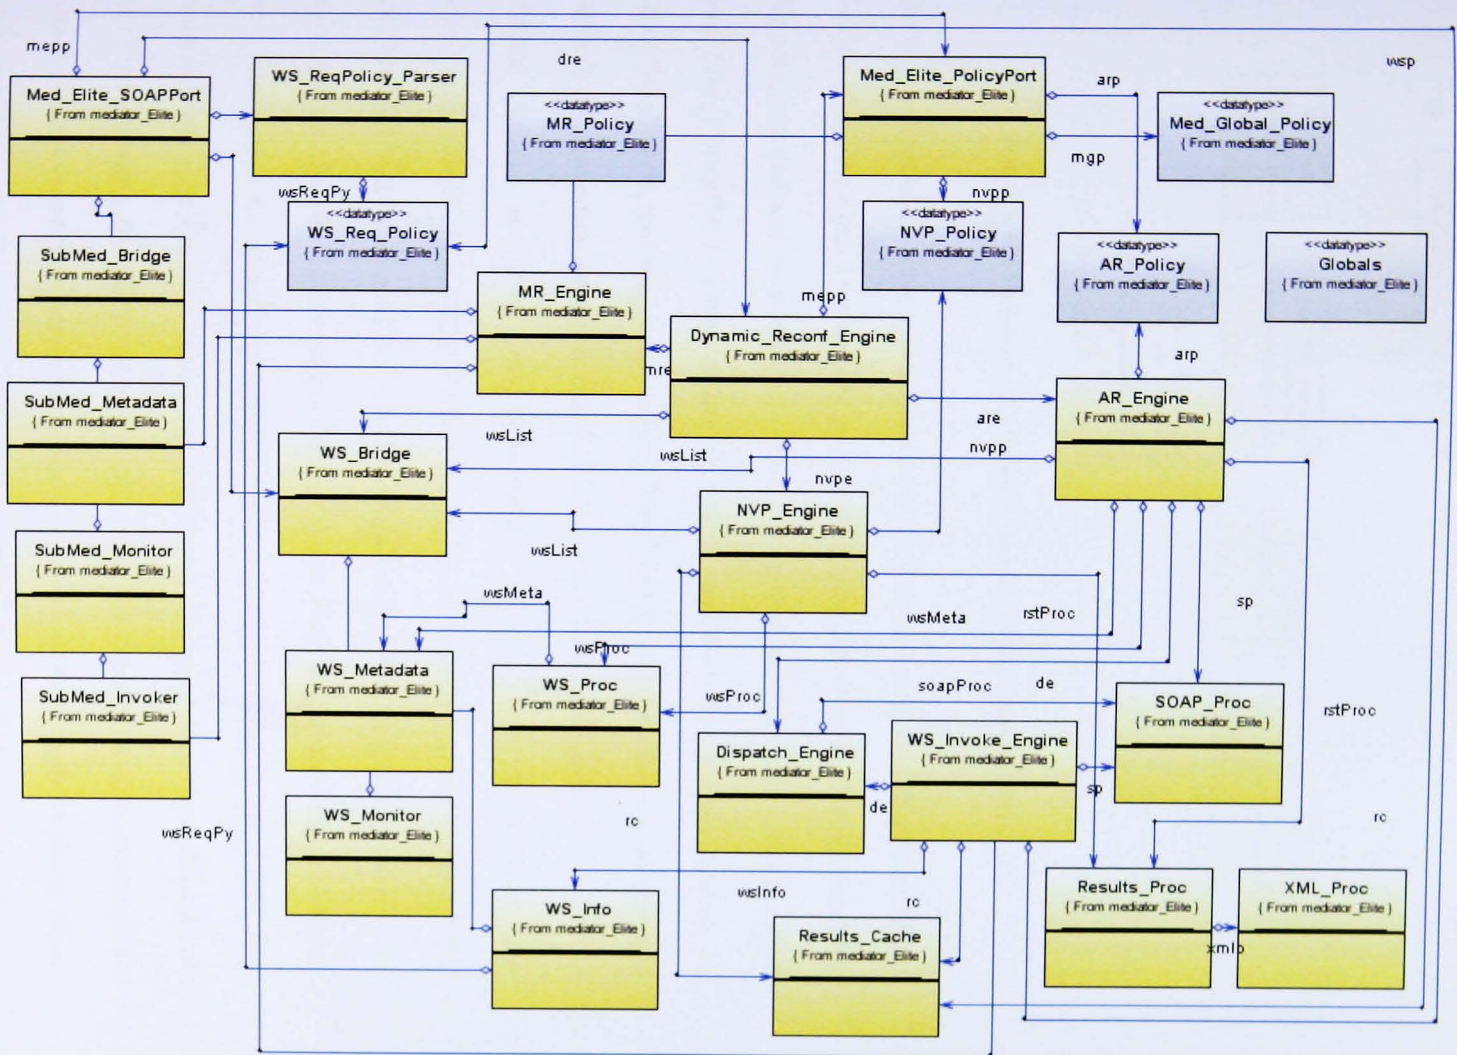 mepp
dre
wsp
Med_Elite_SOAPPort
{ From mediator_Elite }
WS_ReqPolicy_Parser
{ From mediator_Elite }
<<datatype>>
MR_Policy
{ From mediator_Elite }
Med_Elite_PolicyPort
{ From mediator_Elite }
arp
<<datatype>>
Med_Global_Policy
{ From mediator_Elite }
mgp
wsReqPy
nvpp
<<datatype>>
WS_Req_Policy
{ From mediator_Elite }
<<datatype>>
NVP_Policy
{ From mediator_Elite }
<<datatype>>
AR_Policy
{ From mediator_Elite }
<<datatype>>
Globals
{ From mediator_Elite }
SubMed_Bridge
{ From mediator_Elite }
MR_Engine
{ From mediator_Elite }
mepp
Dynamic_Reconf_Engine
{ From mediator_Elite }
mre
arp
SubMed_Metadata
{ From mediator_Elite }
AR_Engine
{ From mediator_Elite }
are
wsList
wsList
nvpp
WS_Bridge
{ From mediator_Elite }
nvpe
NVP_Engine
{ From mediator_Elite }
SubMed_Monitor
{ From mediator_Elite }
wsList
wsMeta
wsMeta
rstProc
sp
wsProc
WS_Metadata
{ From mediator_Elite }
WS_Proc
{ From mediator_Elite }
wsProc
soapProc
de
SubMed_Invoker
{ From mediator_Elite }
SOAP_Proc
{ From mediator_Elite }
rstProc
Dispatch_Engine
{ From mediator_Elite }
WS_Invoke_Engine
{ From mediator_Elite }
sp
de
WS_Monitor
{ From mediator_Elite }
wsReqPy
rc
rc
wsInfo
rc
WS_Info
{ From mediator_Elite }
Results_Cache
{ From mediator_Elite }
Results_Proc
{ From mediator_Elite }
XML_Proc
{ From mediator_Elite }
xmlp